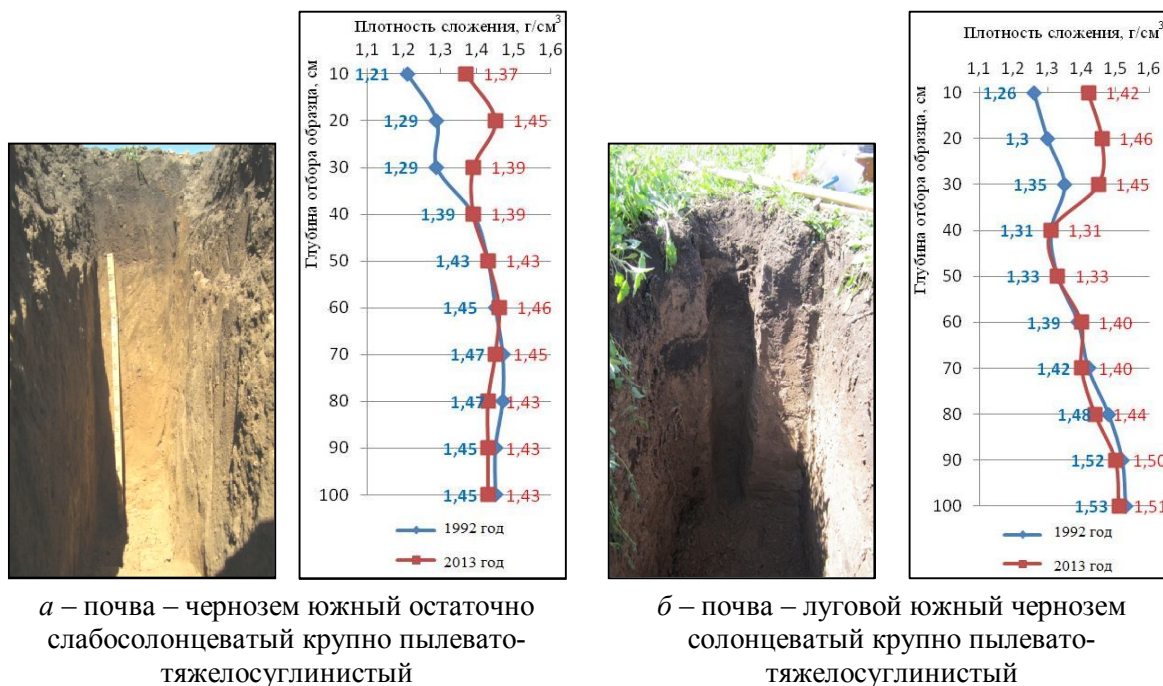 Плотность сложения, г/см³
1,1 1,2 1,3 1,4 1,5 1,6
Глубина отбора образца, см
10 1,21 1,37
20 1,29 1,45
30 1,29 1,39
40 1,39 1,39
50 1,43 1,43
60 1,45 1,46
70 1,47 1,45
80 1,47 1,43
90 1,45 1,43
100 1,45 1,43
1992 год
2013 год
а – почва – чернозем южный остаточно
слабосолонцеватый крупно пылевато-
тяжелосуглинистый
Плотность сложения, г/см³
1,1 1,2 1,3 1,4 1,5 1,6
Глубина отбора образца, см
10 1,26 1,42
20 1,3 1,46
30 1,35 1,45
40 1,31 1,31
50 1,33 1,33
60 1,39 1,40
70 1,42 1,40
80 1,48 1,44
90 1,52 1,50
100 1,53 1,51
1992 год
2013 год
б – почва – луговой южный чернозем
солонцеватый крупно пылевато-
тяжелосуглинистый